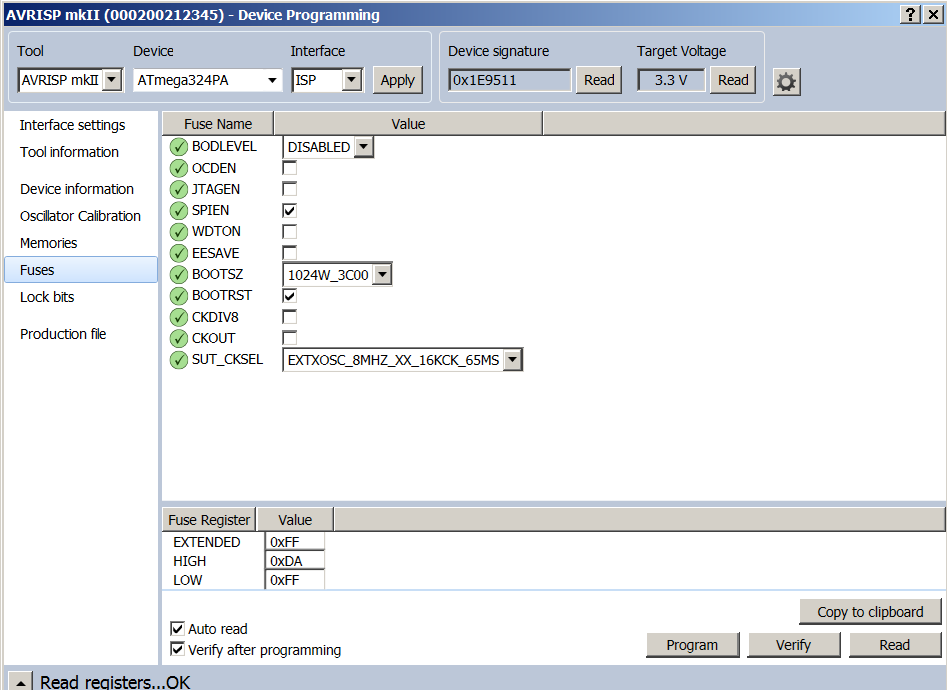 AVRISP mkII (000200212345) - Device Programming
Tool Device Interface Device signature Target Voltage
AVRISP mkII ATmega324PA ISP Apply 0x1E9511 Read 3.3 V Read
Interface settings
Tool information
Device information
Oscillator Calibration
Memories
Fuses
Lock bits
Production file
Fuse Name Value
BODLEVEL DISABLED
OCDEN
JTAGEN
SPIEN
WDTON
EESAVE
BOOTSZ 1024W_3C00
BOOTRST
CKDIV8
CKOUT
SUT_CKSEL EXTXOSC_8MHZ_XX_16KCK_65MS
Fuse Register Value
EXTENDED 0xFF
HIGH 0xDA
LOW 0xFF
Copy to clipboard
Auto read
Verify after programming
Program Verify Read
Read registers...OK